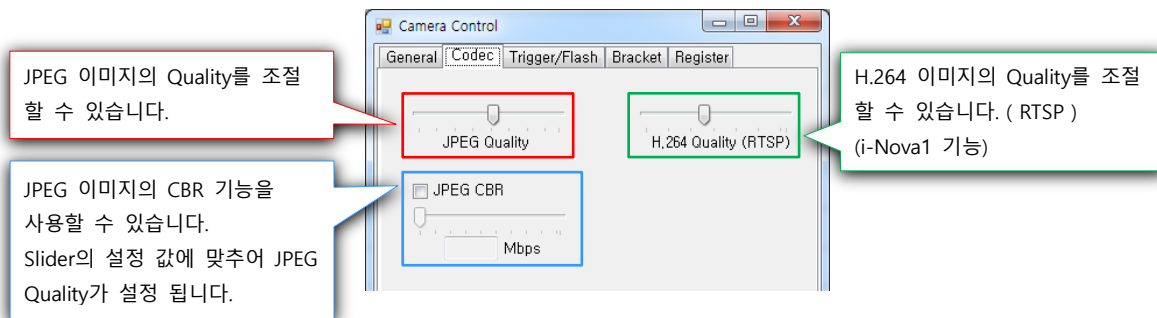 Camera Control
General Codec Trigger/Flash Bracket Register
JPEG 이미지의 Quality를 조절
할 수 있습니다.
JPEG Quality
H.264 Quality (RTSP)
H.264 이미지의 Quality를 조절
할 수 있습니다. ( RTSP )
(i-Nova1 기능)
JPEG 이미지의 CBR 기능을
사용할 수 있습니다.
Slider의 설정 값에 맞추어 JPEG
Quality가 설정 됩니다.
JPEG CBR
Mbps